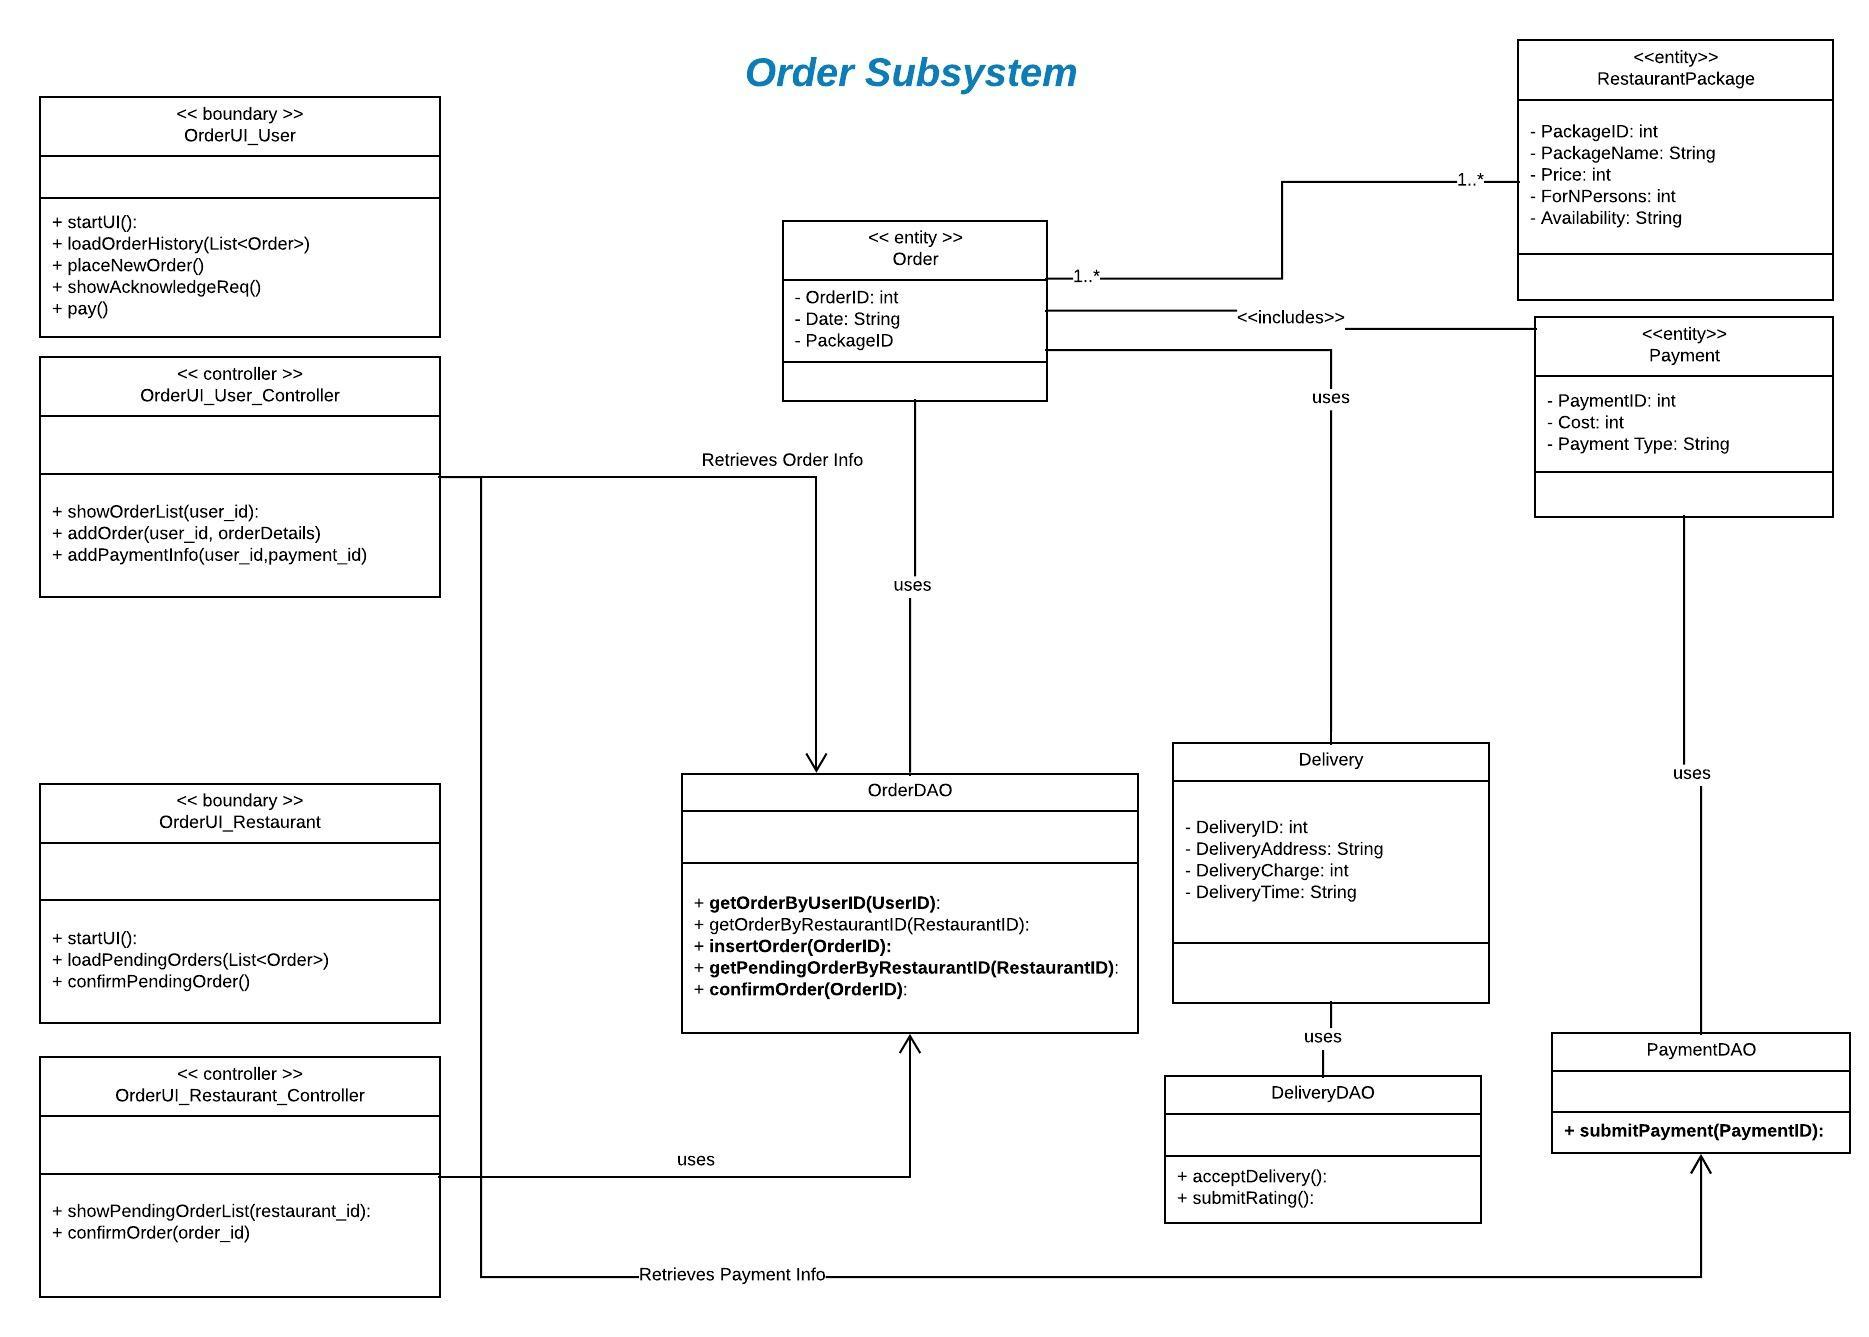 Order Subsystem
<< boundary >>
OrderUI_User
+ startUI():
+ loadOrderHistory(List<Order>)
+ placeNewOrder()
+ showAcknowledgeReq()
+ pay()
<< controller >>
OrderUI_User_Controller
+ showOrderList(user_id):
+ addOrder(user_id, orderDetails)
+ addPaymentInfo(user_id,payment_id)
<< boundary >>
OrderUI_Restaurant
+ startUI():
+ loadPendingOrders(List<Order>)
+ confirmPendingOrder()
<< controller >>
OrderUI_Restaurant_Controller
+ showPendingOrderList(restaurant_id):
+ confirmOrder(order_id)
<< entity >>
Order
- OrderID: int
- Date: String
- PackageID
1..*
1..*
<<includes>>
uses
Retrieves Order Info
uses
OrderDAO
+ getOrderByUserID(UserID):
+ getOrderByRestaurantID(RestaurantID):
+ insertOrder(OrderID):
+ getPendingOrderByRestaurantID(RestaurantID):
+ confirmOrder(OrderID):
uses
Retrieves Payment Info
<<entity>>
RestaurantPackage
- PackageID: int
- PackageName: String
- Price: int
- ForNPersons: int
- Availability: String
<<entity>>
Payment
- PaymentID: int
- Cost: int
- Payment Type: String
uses
Delivery
- DeliveryID: int
- DeliveryAddress: String
- DeliveryCharge: int
- DeliveryTime: String
uses
DeliveryDAO
+ acceptDelivery():
+ submitRating():
PaymentDAO
+ submitPayment(PaymentID):